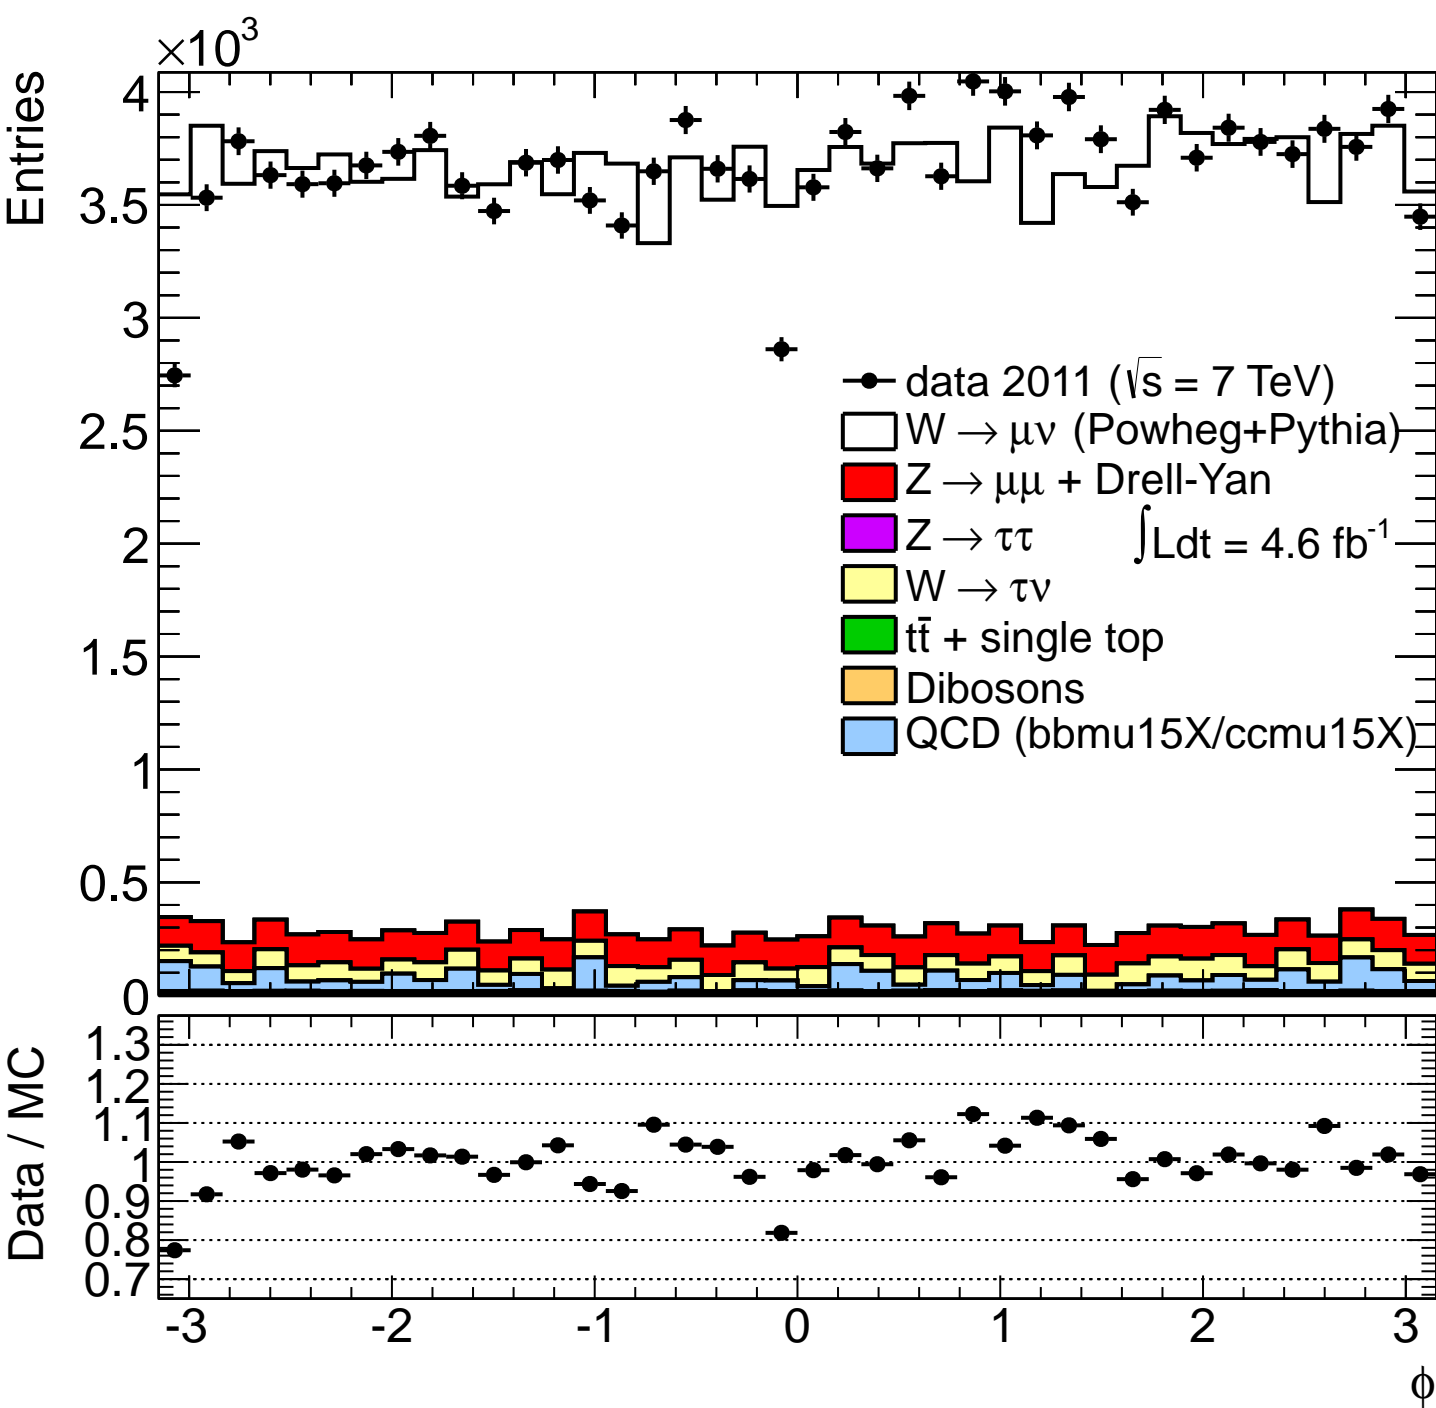 ×10³
Entries
4
3.5
3
2.5
2
1.5
1
0.5
0
data 2011 (√s = 7 TeV)
W → μν (Powheg+Pythia)
Z → μμ + Drell-Yan
Z → ττ
∫Ldt = 4.6 fb⁻¹
W → τν
tt̄ + single top
Dibosons
QCD (bbmu15X/ccmu15X)
Data / MC
1.3
1.2
1.1
1
0.9
0.8
0.7
-3 -2 -1 0 1 2 3
ϕ